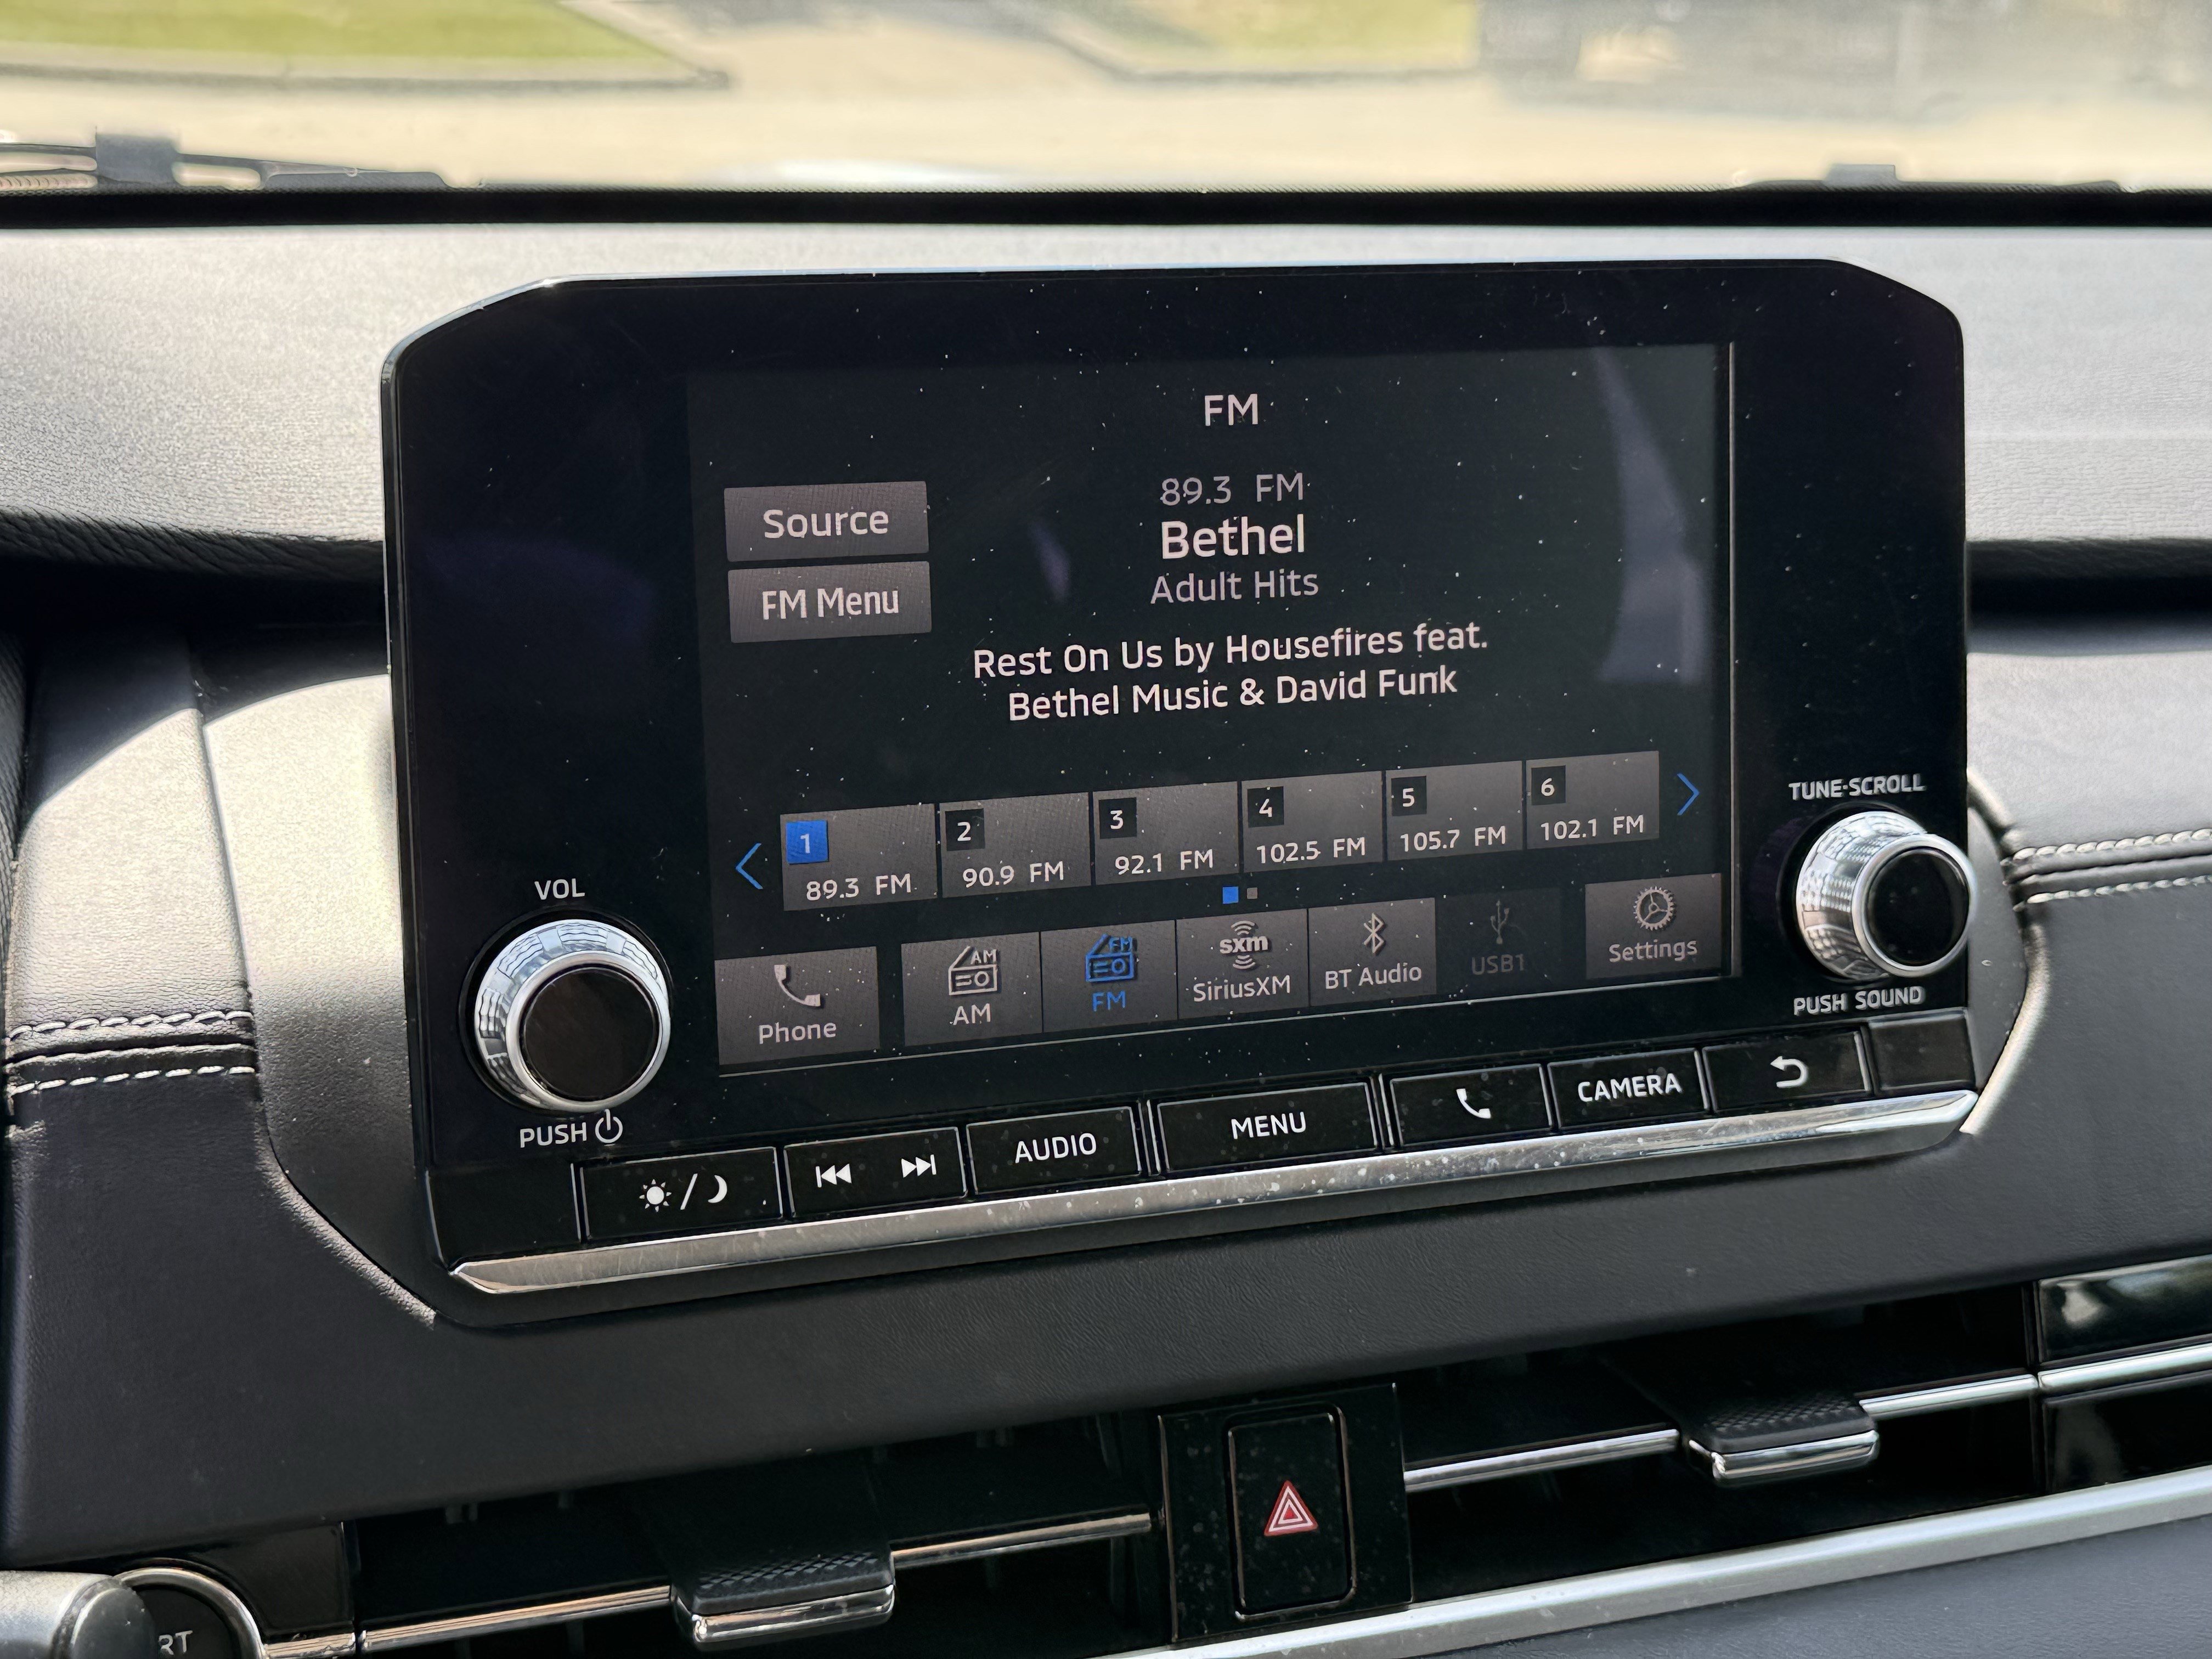 FM
89.3 FM
Bethel
Adult Hits
Source
FM Menu
Rest On Us by Housefires feat.
Bethel Music & David Funk
1
89.3 FM
2
90.9 FM
3
92.1 FM
4
102.5 FM
5
105.7 FM
6
102.1 FM
Phone
AM
AM
FM
FM
sxm
SiriusXM
BT Audio
USB1
Settings
VOL
PUSH
TUNE·SCROLL
PUSH SOUND
AUDIO
MENU
CAMERA
RT